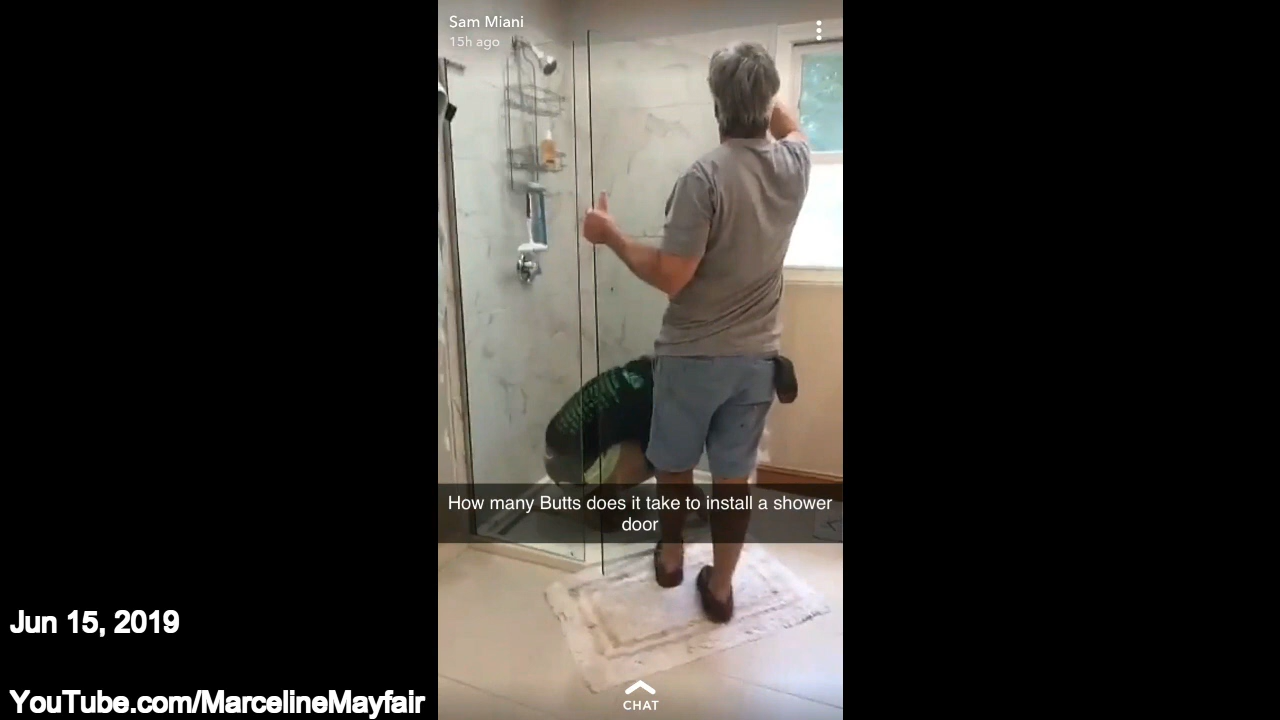 Sam Miani
15h ago
How many Butts does it take to install a shower
door
Jun 15, 2019
YouTube.com/MarcelineMayfair
CHAT